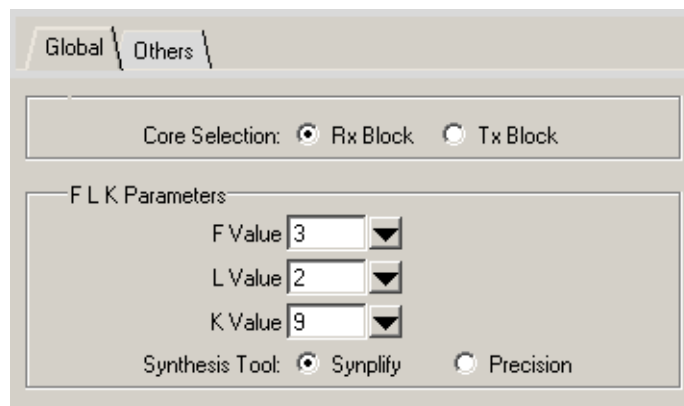 Global Others
Core Selection: Rx Block Tx Block
F L K Parameters
F Value 3
L Value 2
K Value 9
Synthesis Tool: Synplify Precision